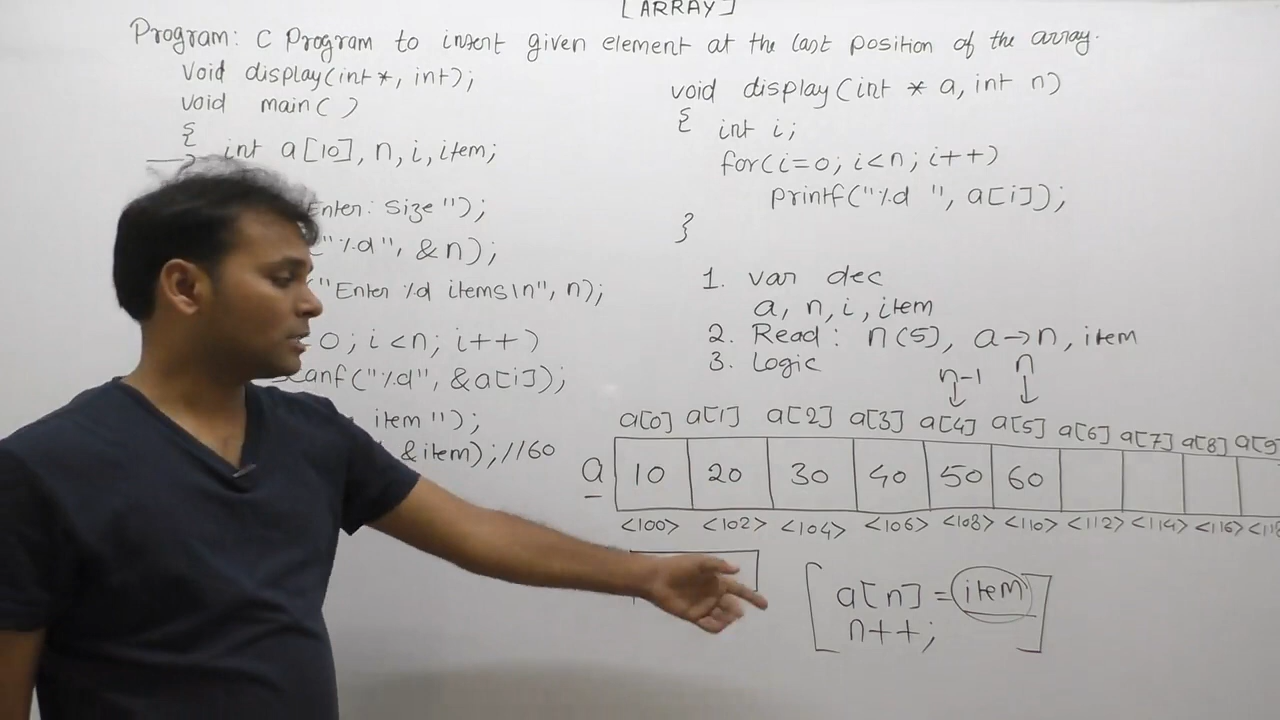 [ARRAY]
Program: C Program to insert given element at the last position of the array.
Void display(int *, int);
void main( )
{
int a[10], n, i, item;
Enter: Size ");
"%d", &n);
"Enter %d items\n", n);
0; i<n; i++)
scanf("%d", &a[i]);
item ");
&item); //60
void display(int * a, int n)
{ int i;
for(i=0; i<n; i++)
printf("%d ", a[i]);
}
1. var dec
a, n, i, item
2. Read: n(5), a→n, item
3. Logic
n-1 n
a[0] a[1] a[2] a[3] a[4] a[5] a[6] a[7] a[8] a[9
a 10 20 30 40 50 60
<100> <102> <104> <106> <108> <110> <112> <114> <116> <11
a[n] = item
n++;